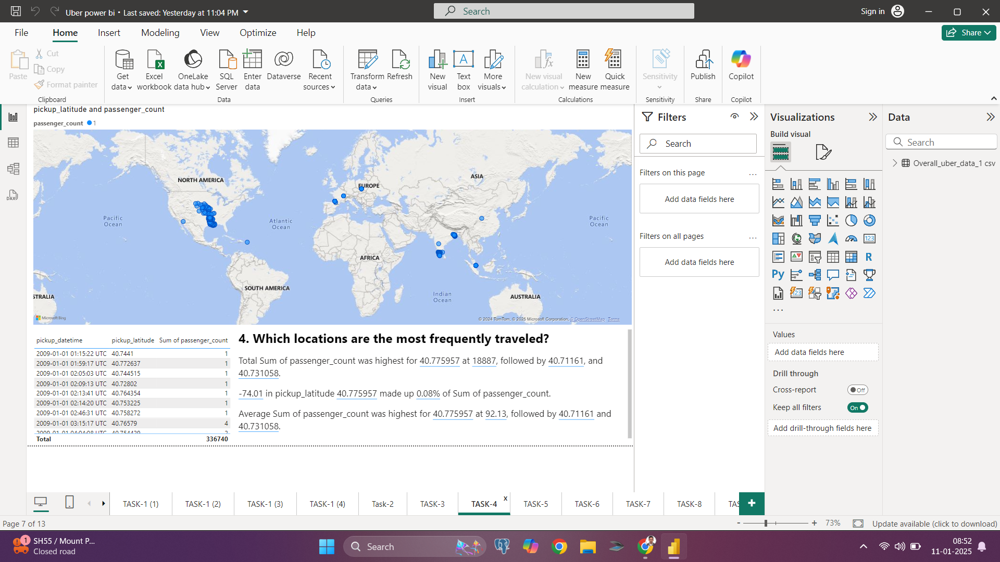 Uber power bi • Last saved: Yesterday at 11:04 PM
Search
Sign in
File
Home
Insert
Modeling
View
Optimize
Help
Share
Paste
Cut
Copy
Format painter
Clipboard
Get data
Excel workbook
OneLake data hub
SQL Server
Enter data
Dataverse
Recent sources
Data
Transform data
Refresh
Queries
New visual
Text box
More visuals
Insert
New visual calculation
New measure
Quick measure
Calculations
Sensitivity
Sensitivity
Publish
Share
Copilot
Copilot
pickup_latitude and passenger_count
passenger_count 1
NORTH AMERICA
EUROPE
ASIA
Pacific Ocean
Atlantic Ocean
Pacific Ocean
AFRICA
SOUTH AMERICA
Indian Ocean
AUSTRALIA
STRALIA
Microsoft Bing
© 2024 TomTom, © 2025 Microsoft Corporation, © OpenStreetMap Terms
pickup_datetime pickup_latitude Sum of passenger_count
2009-01-01 01:15:22 UTC 40.7441 1
2009-01-01 01:59:17 UTC 40.772637 1
2009-01-01 02:05:03 UTC 40.744515 1
2009-01-01 02:09:13 UTC 40.72802 1
2009-01-01 02:13:41 UTC 40.764354 1
2009-01-01 02:14:20 UTC 40.753225 1
2009-01-01 02:46:31 UTC 40.758272 1
2009-01-01 03:15:17 UTC 40.76579 4
2009-01-01 04:04:08 UTC 40.754429 2
Total 336740
4. Which locations are the most frequently traveled?
Total Sum of passenger_count was highest for 40.775957 at 18887, followed by 40.71161, and
40.731058.
-74.01 in pickup_latitude 40.775957 made up 0.08% of Sum of passenger_count.
Average Sum of passenger_count was highest for 40.775957 at 92.13, followed by 40.71161 and
40.731058.
Filters
Search
Filters on this page ...
Add data fields here
Filters on all pages ...
Add data fields here
Visualizations
Build visual
123
R
Py
123
...
Values
Add data fields here
Drill through
Cross-report Off
Keep all filters On
Add drill-through fields here
Data
Search
Overall_uber_data_1 csv
DAX
TASK-1 (1)
TASK-1 (2)
TASK-1 (3)
TASK-1 (4)
Task-2
TASK-3
TASK-4 x
TASK-5
TASK-6
TASK-7
TASK-8
TAS
+
Page 7 of 13
- + 73%
Update available (click to download)
1
SH55 / Mount P...
Closed road
Search
08:52
11-01-2025